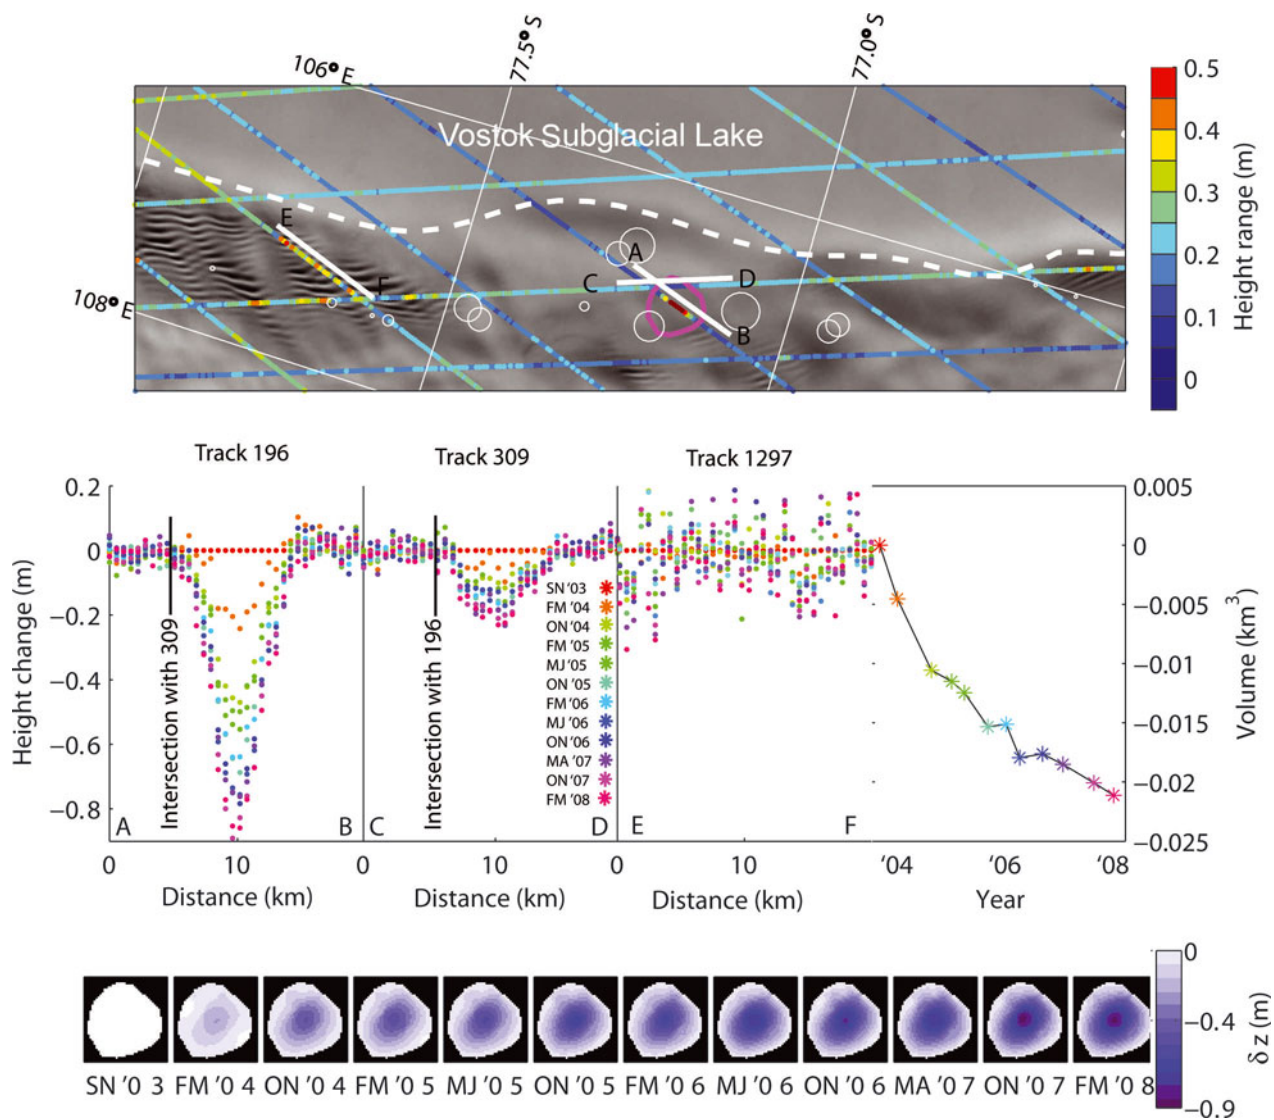 106° E
77.5° S
77.0° S
Vostok Subglacial Lake
E
F
A
C
D
B
108° E
0.5
0.4
0.3
0.2
0.1
0
Height range (m)
Track 196
Track 309
Track 1297
0.2
0
−0.2
−0.4
−0.6
−0.8
Height change (m)
Intersection with 309
Intersection with 196
SN '03
FM '04
ON '04
FM '05
MJ '05
ON '05
FM '06
MJ '06
ON '06
MA '07
ON '07
FM '08
A B C D E F
0.005
0
−0.005
−0.01
−0.015
−0.02
−0.025
Volume (km³)
0 10 0 10 0 10 '04 '06 '08
Distance (km) Distance (km) Distance (km) Year
0
−0.4
−0.9
δ z (m)
SN '0 3 FM '0 4 ON '0 4 FM '0 5 MJ '0 5 ON '0 5 FM '0 6 MJ '0 6 ON '0 6 MA '0 7 ON '0 7 FM '0 8